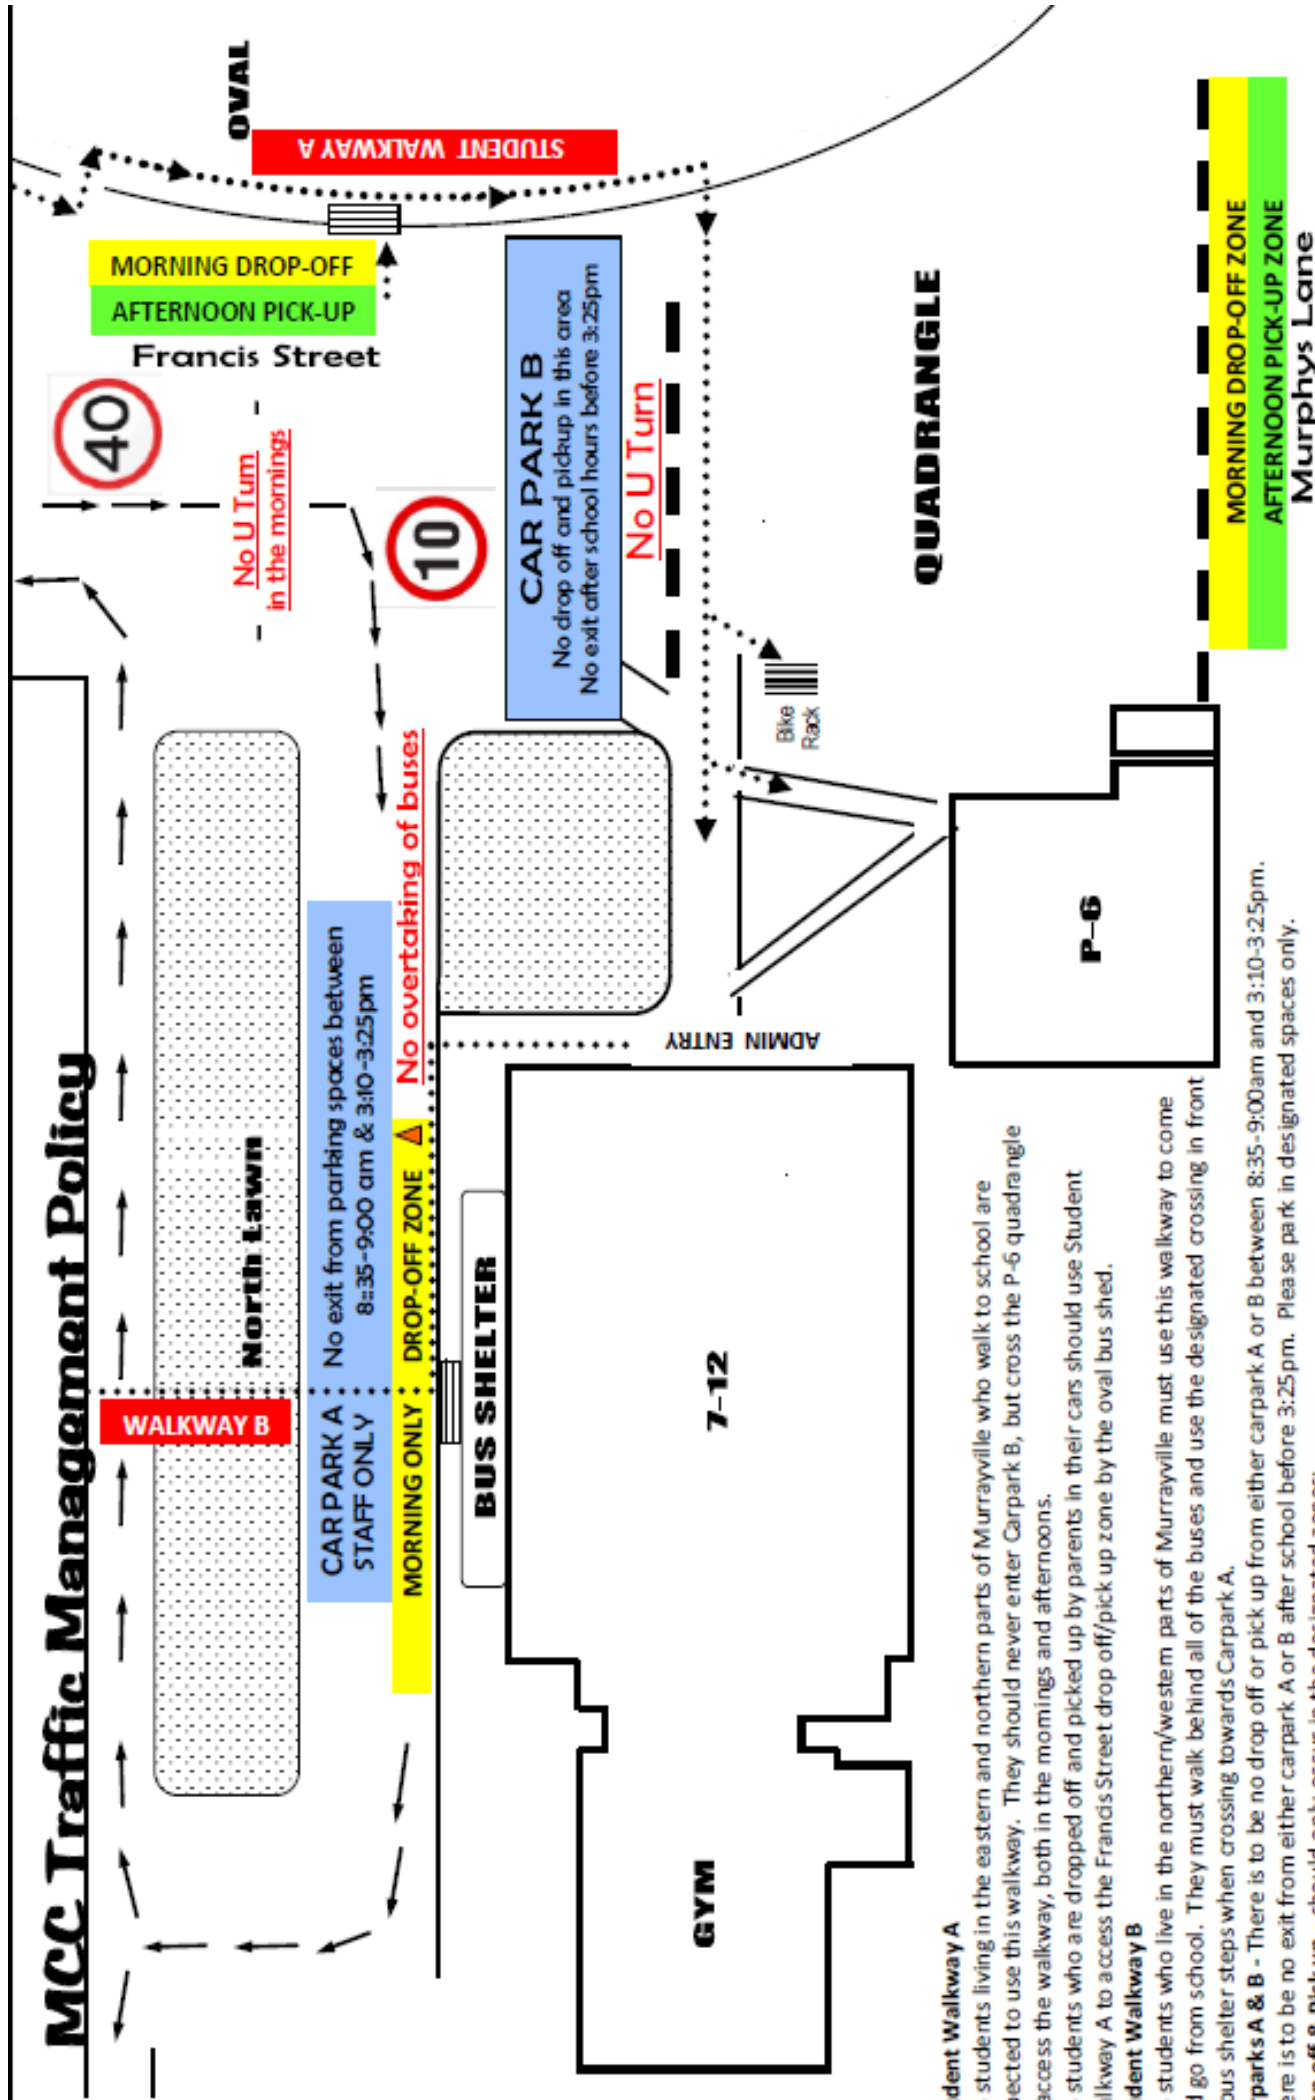 MCC Traffic Management Policy
WALKWAY B
North Lawn
CAR PARK A
STAFF ONLY
No exit from parking spaces between
8:35-9:00 am & 3:10-3:25pm
MORNING ONLY
DROP-OFF ZONE
No overtaking of buses
BUS SHELTER
7-12
GYM
ADMIN ENTRY
P-6
40
No U Turn
in the mornings
10
Francis Street
MORNING DROP-OFF
AFTERNOON PICK-UP
OVAL
STUDENT WALKWAY A
CAR PARK B
No drop off and pickup in this area
No exit after school hours before 3:25pm
No U Turn
Bike
Rack
QUADRANGLE
MORNING DROP-OFF ZONE
AFTERNOON PICK-UP ZONE
Murphys Lane
Walkway A
students living in the eastern and northern parts of Murrayville who walk to school are
to use this walkway. They should never enter Carpark B, but cross the P-6 quadrangle
access the walkway, both in the mornings and afternoons.
students who are dropped off and picked up by parents in their cars should use Student
A to access the Francis Street drop off/pick up zone by the oval bus shed.
Walkway B
students who live in the northern/western parts of Murrayville must use this walkway to come
go from school. They must walk behind all of the buses and use the designated crossing in front
shelter steps when crossing towards Carpark A.
A & B - There is to be no drop off or pick up from either carpark A or B between 8:35-9:00am and 3:10-3:25pm.
is to be no exit from either carpark A or B after school before 3:25pm. Please park in designated spaces only.